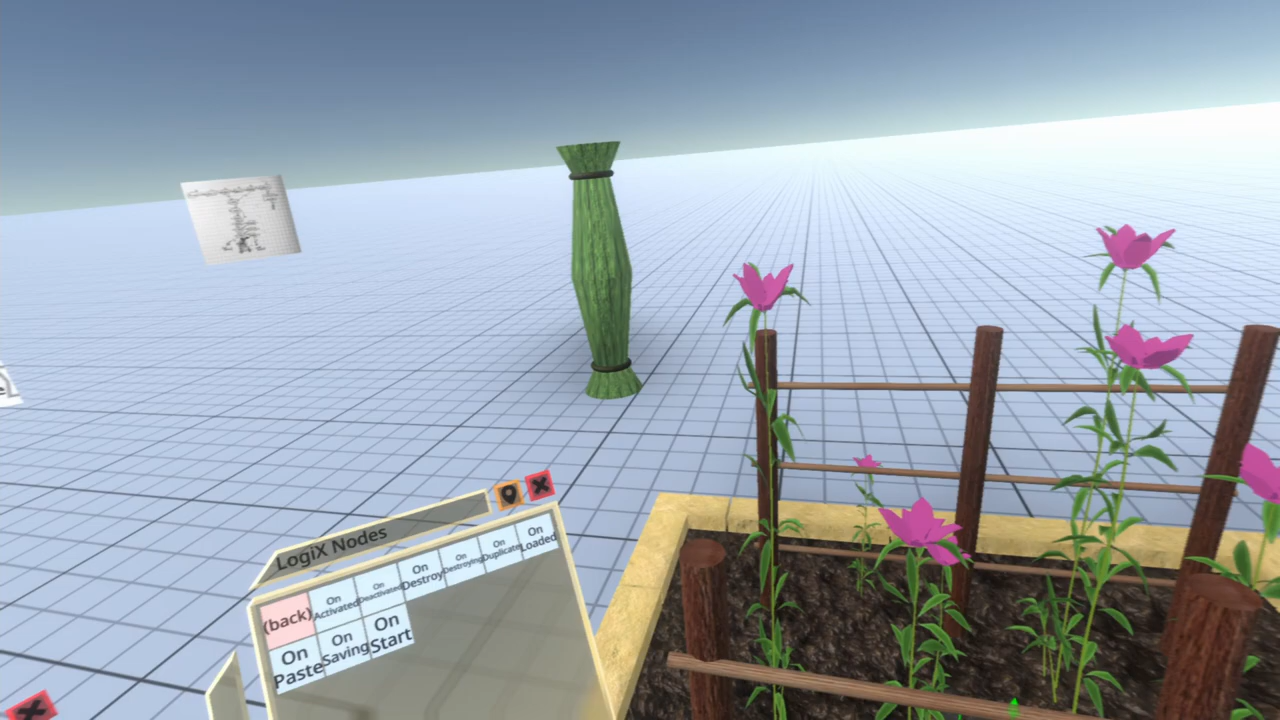 LogiX Nodes
(back) On Activated On Deactivated On Destroy On Destroying On Duplicate On Loaded
On Paste On Saving On Start